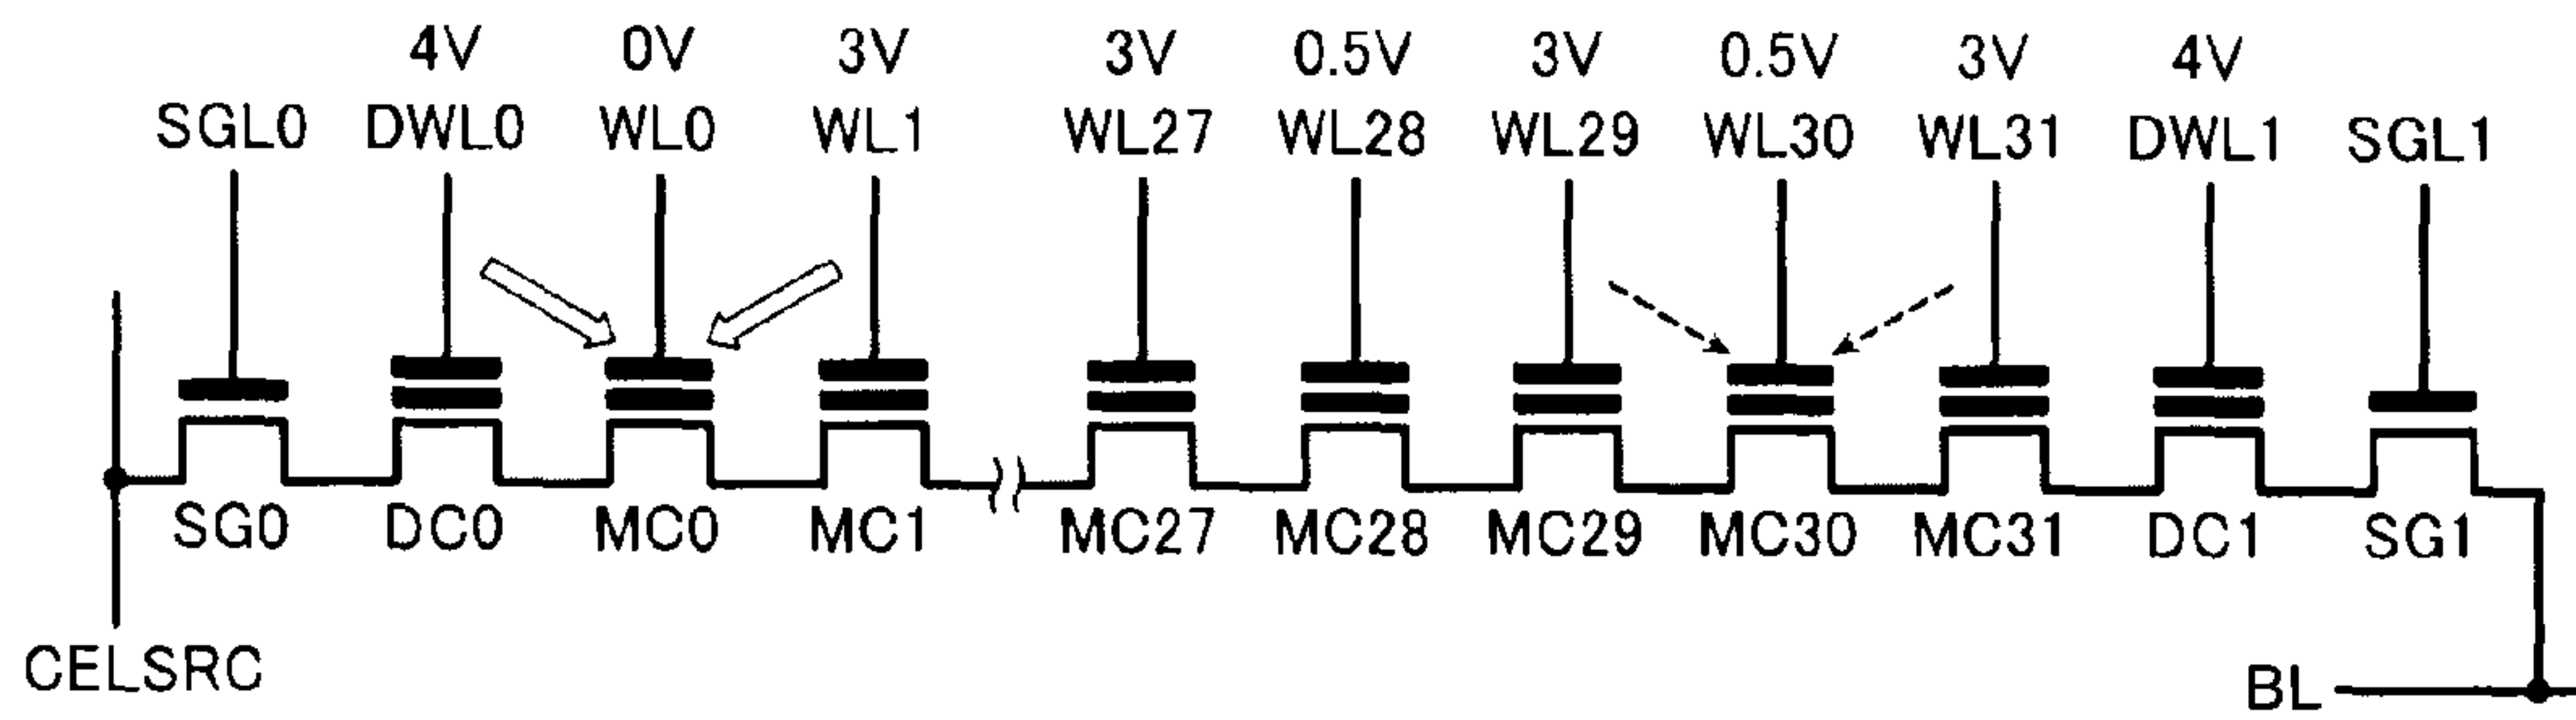 4V 0V 3V 3V 0.5V 3V 0.5V 3V 4V
SGL0 DWL0 WL0 WL1 WL27 WL28 WL29 WL30 WL31 DWL1 SGL1
SG0 DC0 MC0 MC1 MC27 MC28 MC29 MC30 MC31 DC1 SG1
CELSRC BL